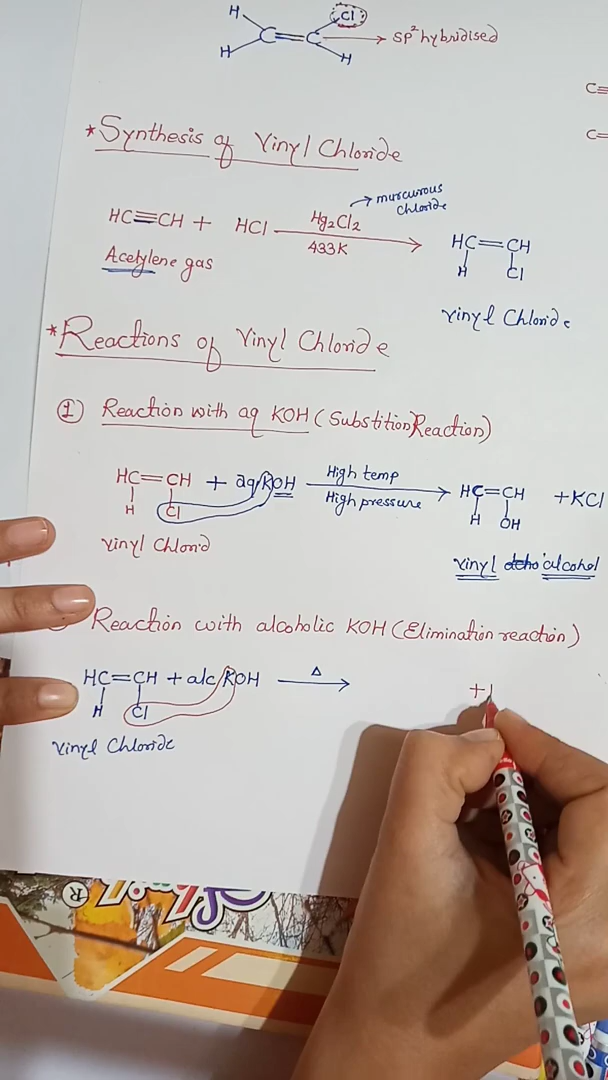 H Cl
C=C → SP² hybridised
H H
C≡
C=
*Synthesis of Vinyl Chloride
HC≡CH + HCl Hg₂Cl₂ → murcurous chloride
433K
HC=CH
H Cl
Acetylene gas
Vinyl Chloride
*Reactions of Vinyl Chloride
① Reaction with aq KOH (Substition Reaction)
HC=CH + aq KOH High temp
High pressure
HC=CH + KCl
H Cl
H OH
Vinyl Chlorid
Vinyl alcohol
Reaction with alcoholic KOH (Elimination reaction)
HC=CH + alc KOH Δ → +
H Cl
Vinyl Chloride
R